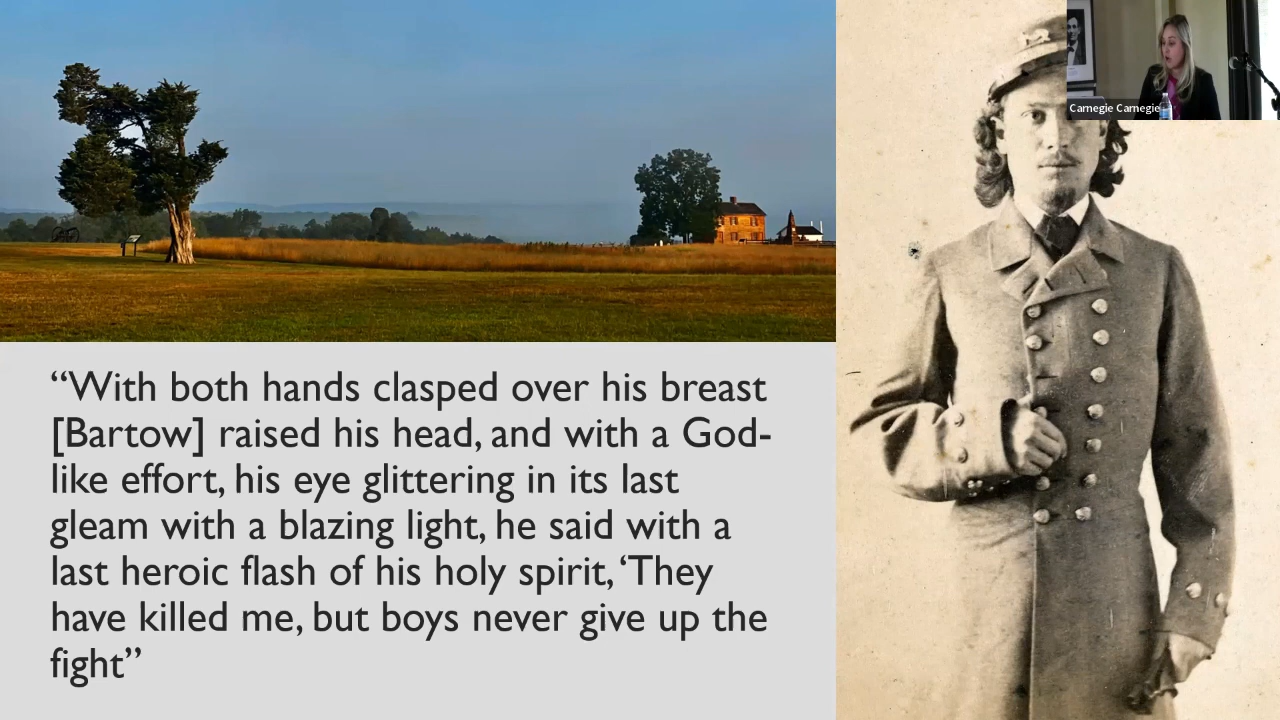 Carnegie Carnegie
“With both hands clasped over his breast
[Bartow] raised his head, and with a God-
like effort, his eye glittering in its last
gleam with a blazing light, he said with a
last heroic flash of his holy spirit, ‘They
have killed me, but boys never give up the
fight”